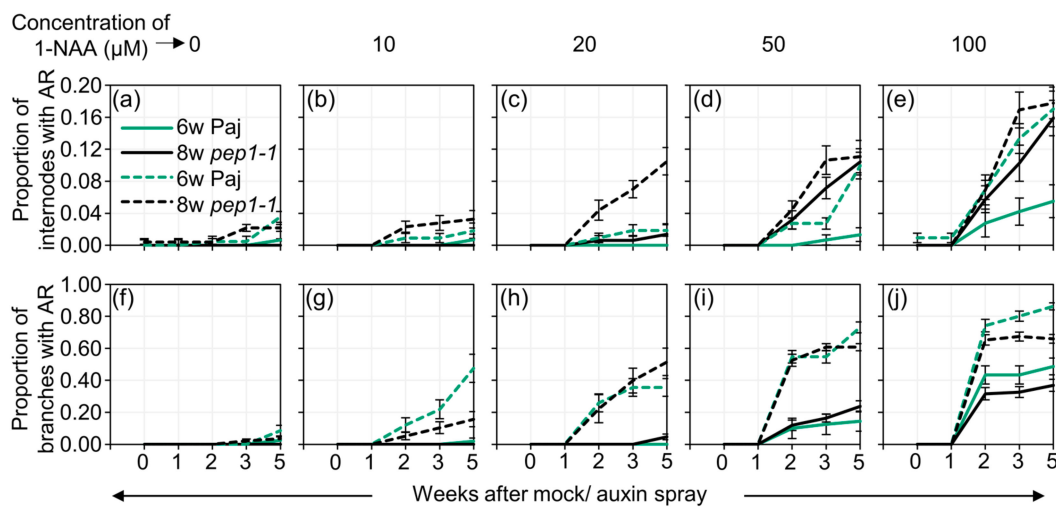 Concentration of
1-NAA (μM) → 0 10 20 50 100
Proportion of
internodes with AR
0.20
0.16
0.12
0.08
0.04
0.00
(a) (b) (c) (d) (e)
6w Paj
8w pep1-1
6w Paj
8w pep1-1
Proportion of
branches with AR
1.00
0.80
0.60
0.40
0.20
0.00
(f) (g) (h) (i) (j)
0 1 2 3 5 0 1 2 3 5 0 1 2 3 5 0 1 2 3 5 0 1 2 3 5
Weeks after mock/ auxin spray